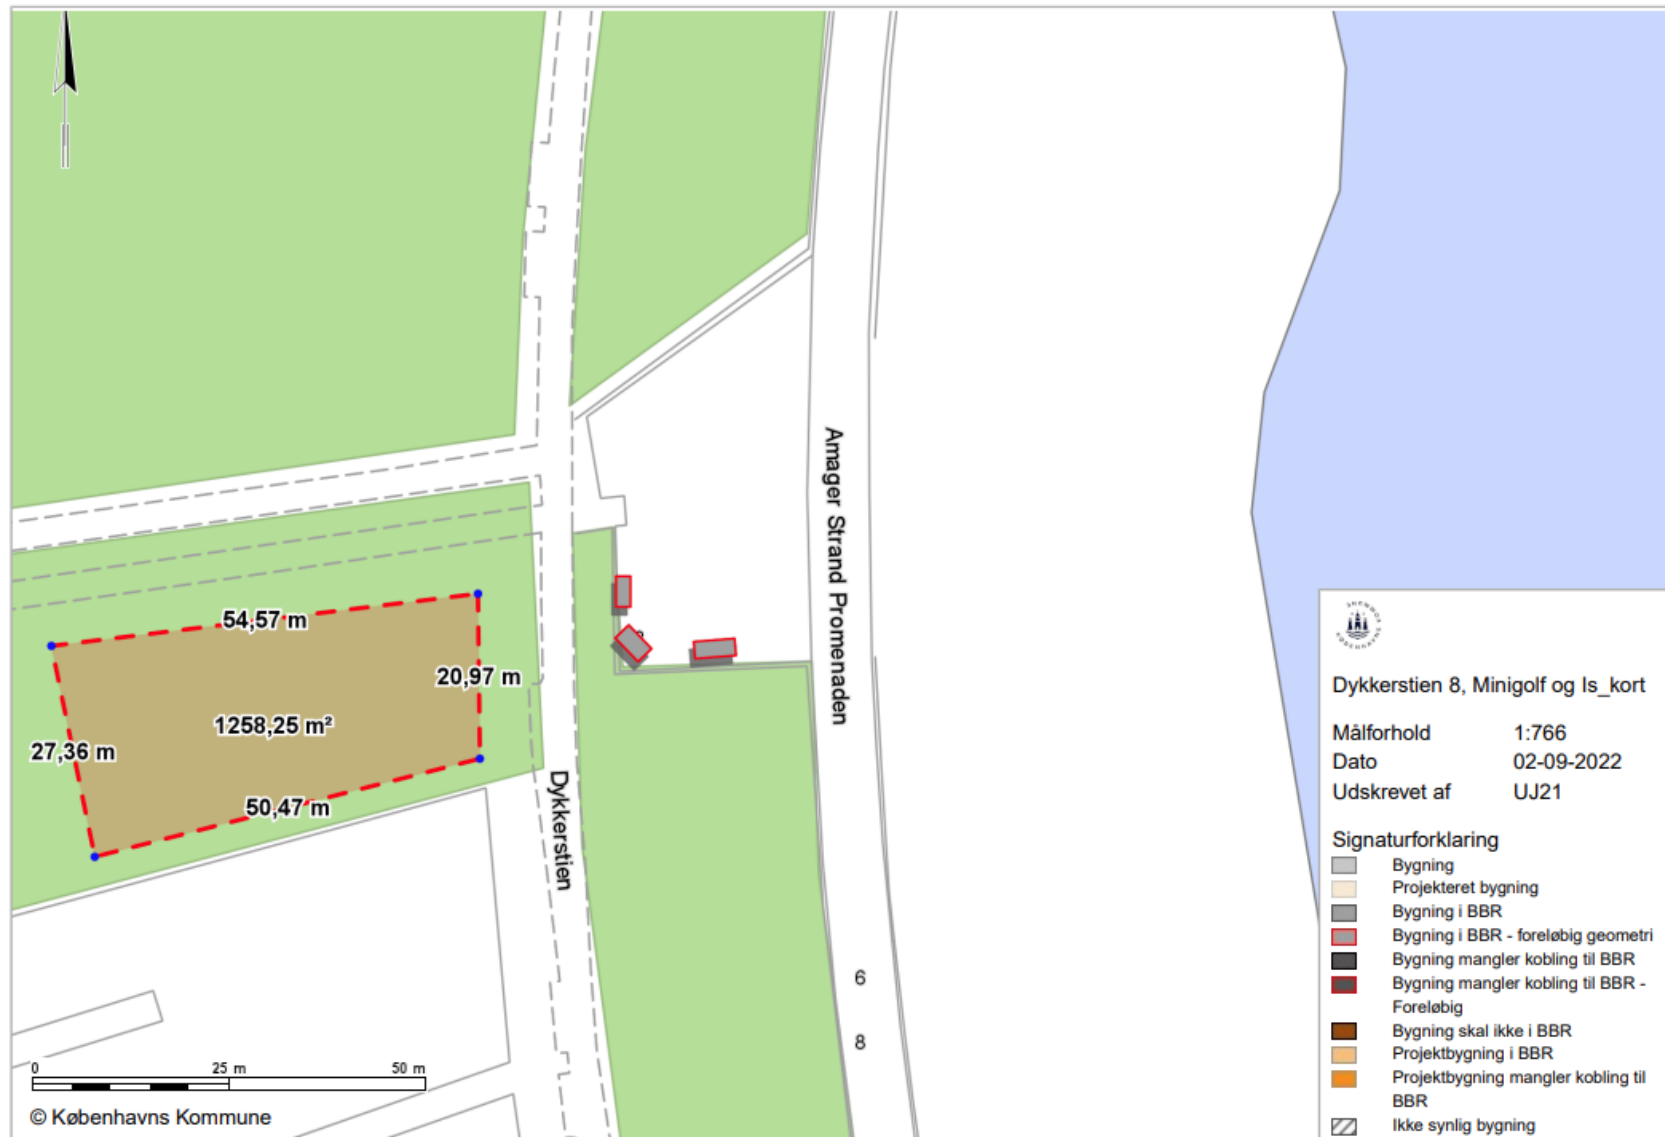 54,57 m
20,97 m
1258,25 m²
27,36 m
50,47 m
Dykkerstien
Amager Strand Promenaden
6
8
0 25 m 50 m
© Københavns Kommune
Dykkerstien 8, Minigolf og Is_kort
Målforhold 1:766
Dato 02-09-2022
Udskrevet af UJ21
Signaturforklaring
Bygning
Projekteret bygning
Bygning i BBR
Bygning i BBR - foreløbig geometri
Bygning mangler kobling til BBR
Bygning mangler kobling til BBR -
Foreløbig
Bygning skal ikke i BBR
Projektbygning i BBR
Projektbygning mangler kobling til
BBR
Ikke synlig bygning